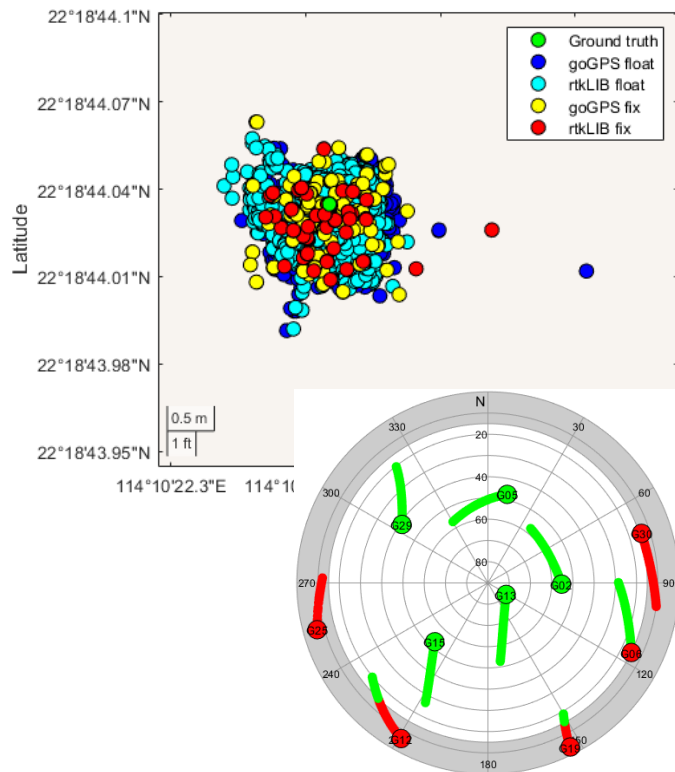 22°18'44.1"N
22°18'44.07"N
22°18'44.04"N
22°18'44.01"N
22°18'43.98"N
22°18'43.95"N
Latitude
Ground truth
goGPS float
rtkLIB float
goGPS fix
rtkLIB fix
0.5 m
1 ft
114°10'22.3"E
114°10
N
30
60
90
120
150
180
240
270
300
330
20
40
60
80
G05
G29
G30
G02
G13
G25
G15
G06
G12
G19